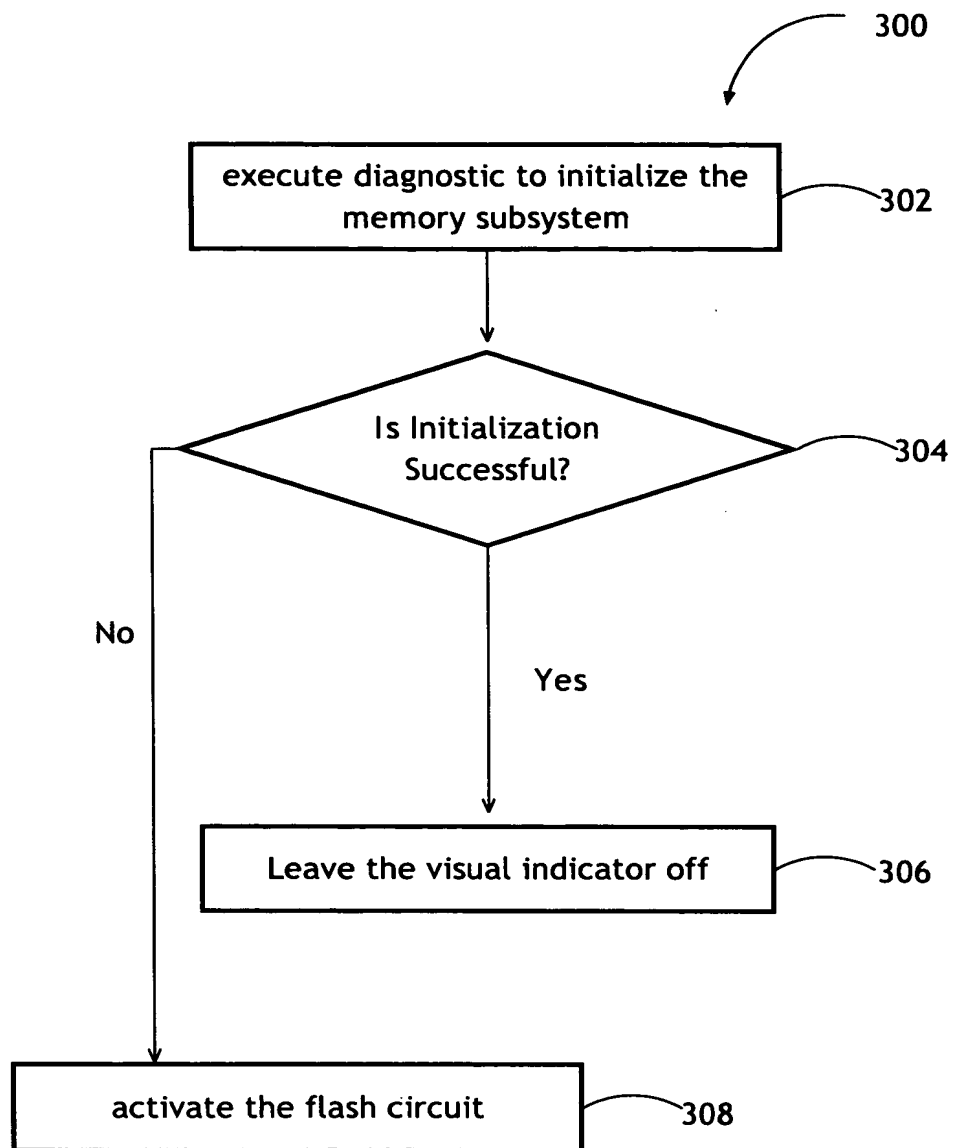 300
execute diagnostic to initialize the
memory subsystem
302
Is Initialization
Successful?
304
No
Yes
Leave the visual indicator off
306
activate the flash circuit
308